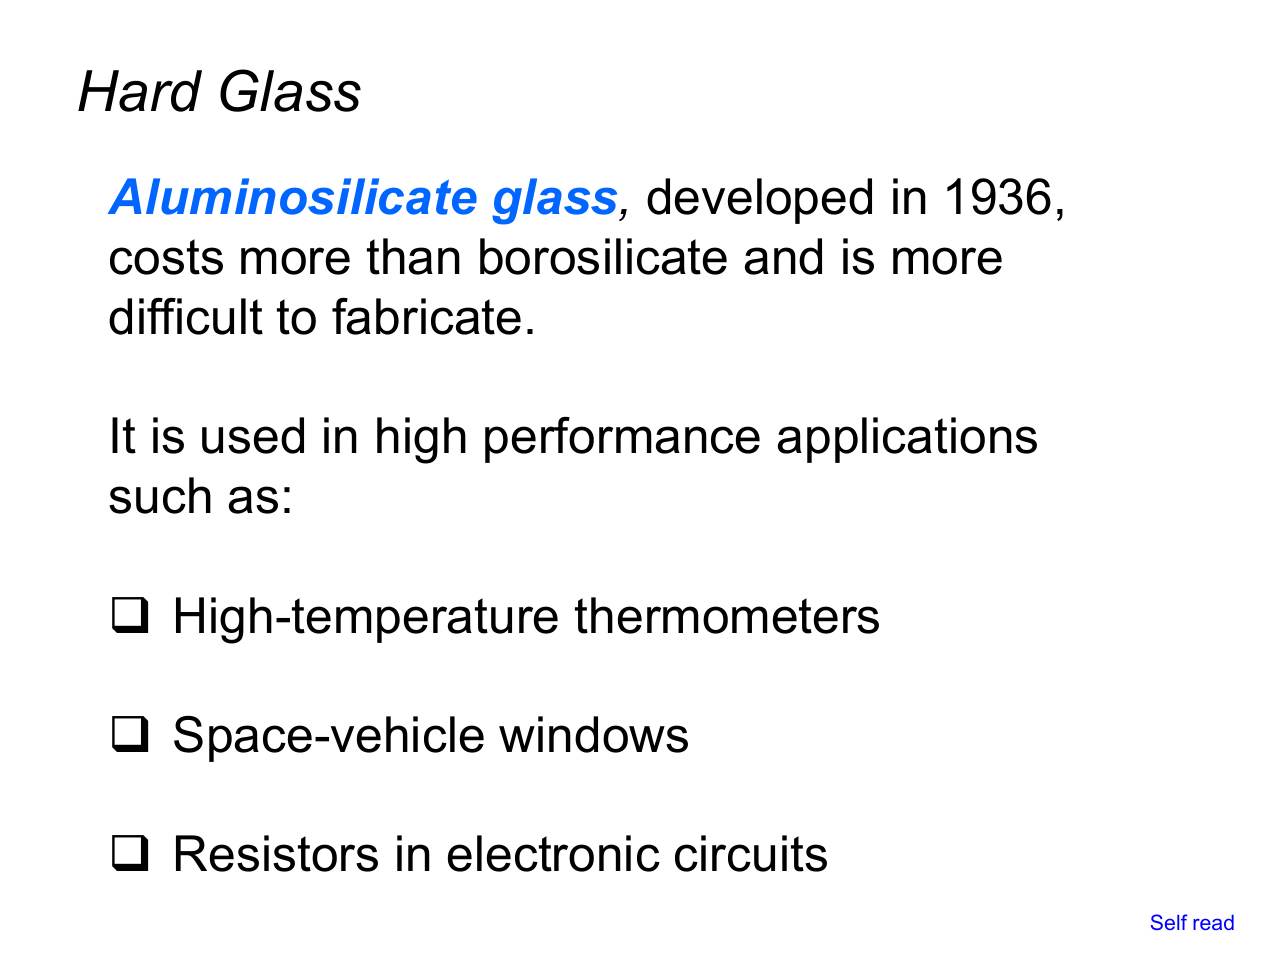 Hard Glass
Aluminosilicate glass, developed in 1936,
costs more than borosilicate and is more
difficult to fabricate.
It is used in high performance applications
such as:
❑ High-temperature thermometers
❑ Space-vehicle windows
❑ Resistors in electronic circuits
Self read